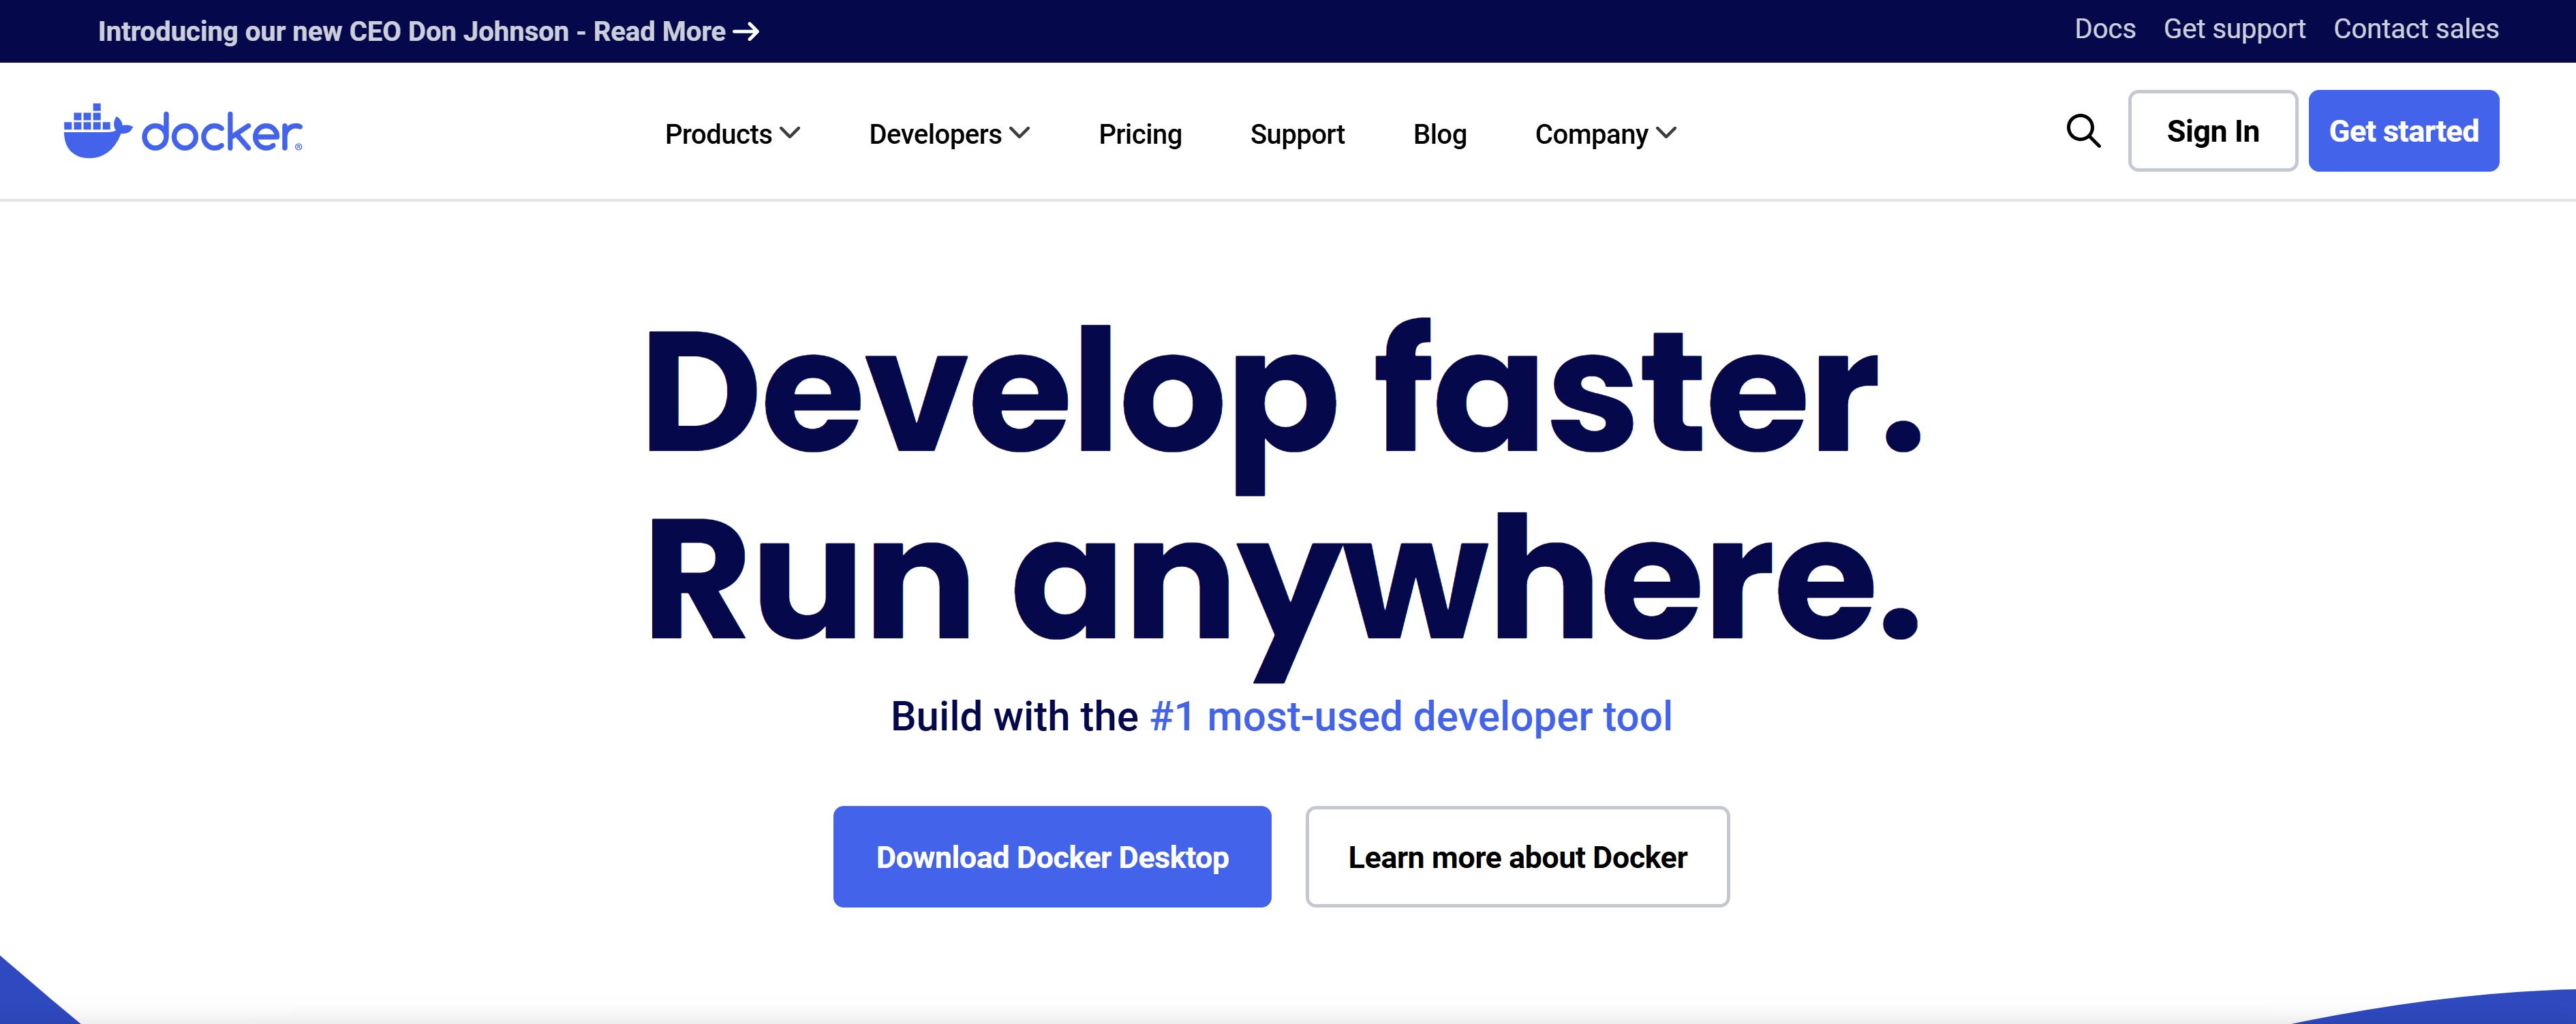 Introducing our new CEO Don Johnson - Read More →
Docs Get support Contact sales
docker®
Products Developers Pricing Support Blog Company
Sign In Get started
Develop faster.
Run anywhere.
Build with the #1 most-used developer tool
Download Docker Desktop Learn more about Docker